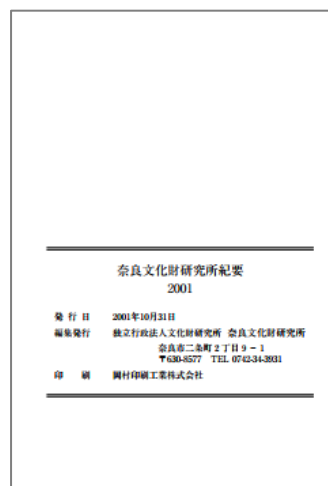 奈良文化財研究所紀要
2001
発行日 2001年10月31日
編集発行 独立行政法人文化財研究所 奈良文化財研究所
奈良市二条町2丁目9-1
〒630-8577 TEL 0742-34-3931
印刷 岡村印刷工業株式会社